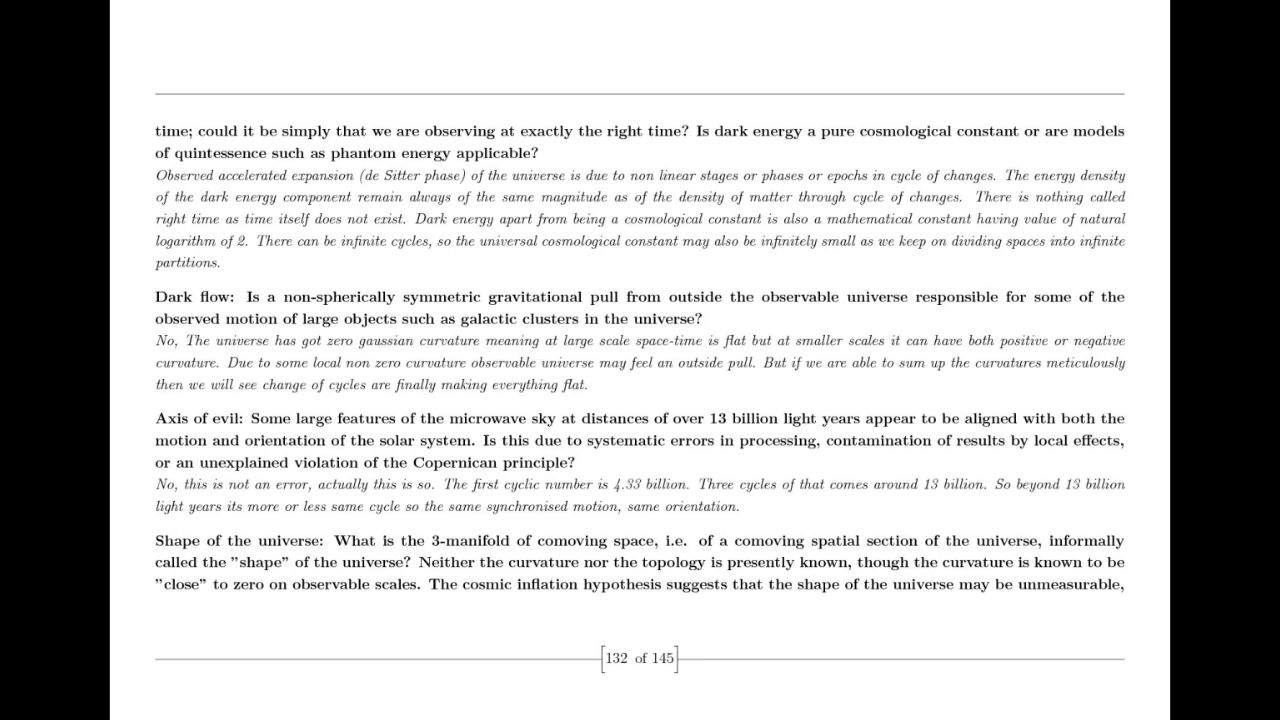 time; could it be simply that we are observing at exactly the right time? Is dark energy a pure cosmological constant or are models
of quintessence such as phantom energy applicable?
Observed accelerated expansion (de Sitter phase) of the universe is due to non linear stages or phases or epochs in cycle of changes. The energy density
of the dark energy component remain always of the same magnitude as of the density of matter through cycle of changes. There is nothing called
right time as time itself does not exist. Dark energy apart from being a cosmological constant is also a mathematical constant having value of natural
logarithm of 2. There can be infinite cycles, so the universal cosmological constant may also be infinitely small as we keep on dividing spaces into infinite
partitions.
Dark flow: Is a non-spherically symmetric gravitational pull from outside the observable universe responsible for some of the
observed motion of large objects such as galactic clusters in the universe?
No, The universe has got zero gaussian curvature meaning at large scale space-time is flat but at smaller scales it can have both positive or negative
curvature. Due to some local non zero curvature observable universe may feel an outside pull. But if we are able to sum up the curvatures meticulously
then we will see change of cycles are finally making everything flat.
Axis of evil: Some large features of the microwave sky at distances of over 13 billion light years appear to be aligned with both the
motion and orientation of the solar system. Is this due to systematic errors in processing, contamination of results by local effects,
or an unexplained violation of the Copernican principle?
No, this is not an error, actually this is so. The first cyclic number is 4.33 billion. Three cycles of that comes around 13 billion. So beyond 13 billion
light years its more or less same cycle so the same synchronised motion, same orientation.
Shape of the universe: What is the 3-manifold of comoving space, i.e. of a comoving spatial section of the universe, informally
called the ”shape” of the universe? Neither the curvature nor the topology is presently known, though the curvature is known to be
”close” to zero on observable scales. The cosmic inflation hypothesis suggests that the shape of the universe may be unmeasurable,
132 of 145